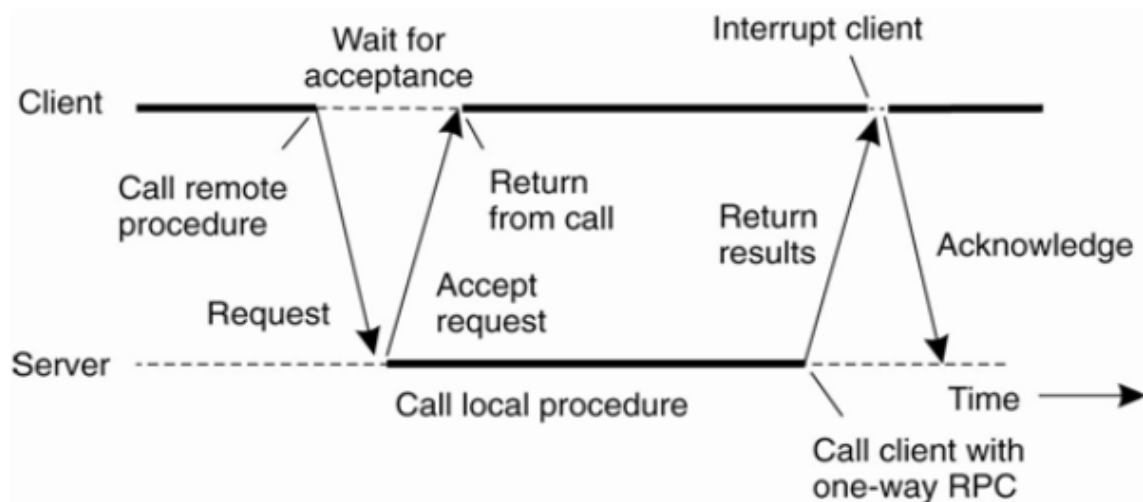 Interrupt client
Wait for
acceptance
Client
Call remote
procedure
Return
from call
Return
results
Acknowledge
Request
Accept
request
Server
Call local procedure
Time
Call client with
one-way RPC